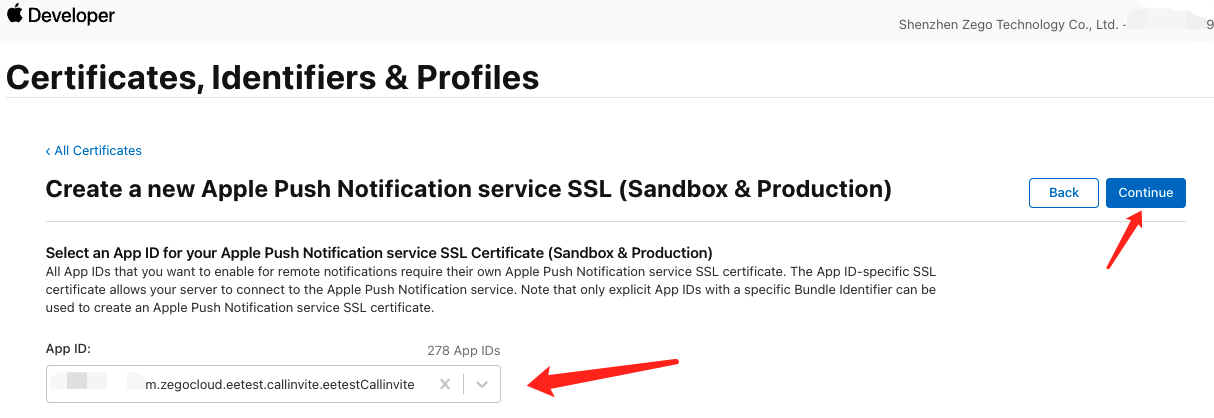 Developer
Shenzhen Zego Technology Co., Ltd. - 9
Certificates, Identifiers & Profiles
‹ All Certificates
Create a new Apple Push Notification service SSL (Sandbox & Production)
Back
Continue
Select an App ID for your Apple Push Notification service SSL Certificate (Sandbox & Production)
All App IDs that you want to enable for remote notifications require their own Apple Push Notification service SSL certificate. The App ID-specific SSL
certificate allows your server to connect to the Apple Push Notification service. Note that only explicit App IDs with a specific Bundle Identifier can be
used to create an Apple Push Notification service SSL certificate.
App ID:
278 App IDs
m.zegocloud.eetest.callinvite.eetestCallinvite